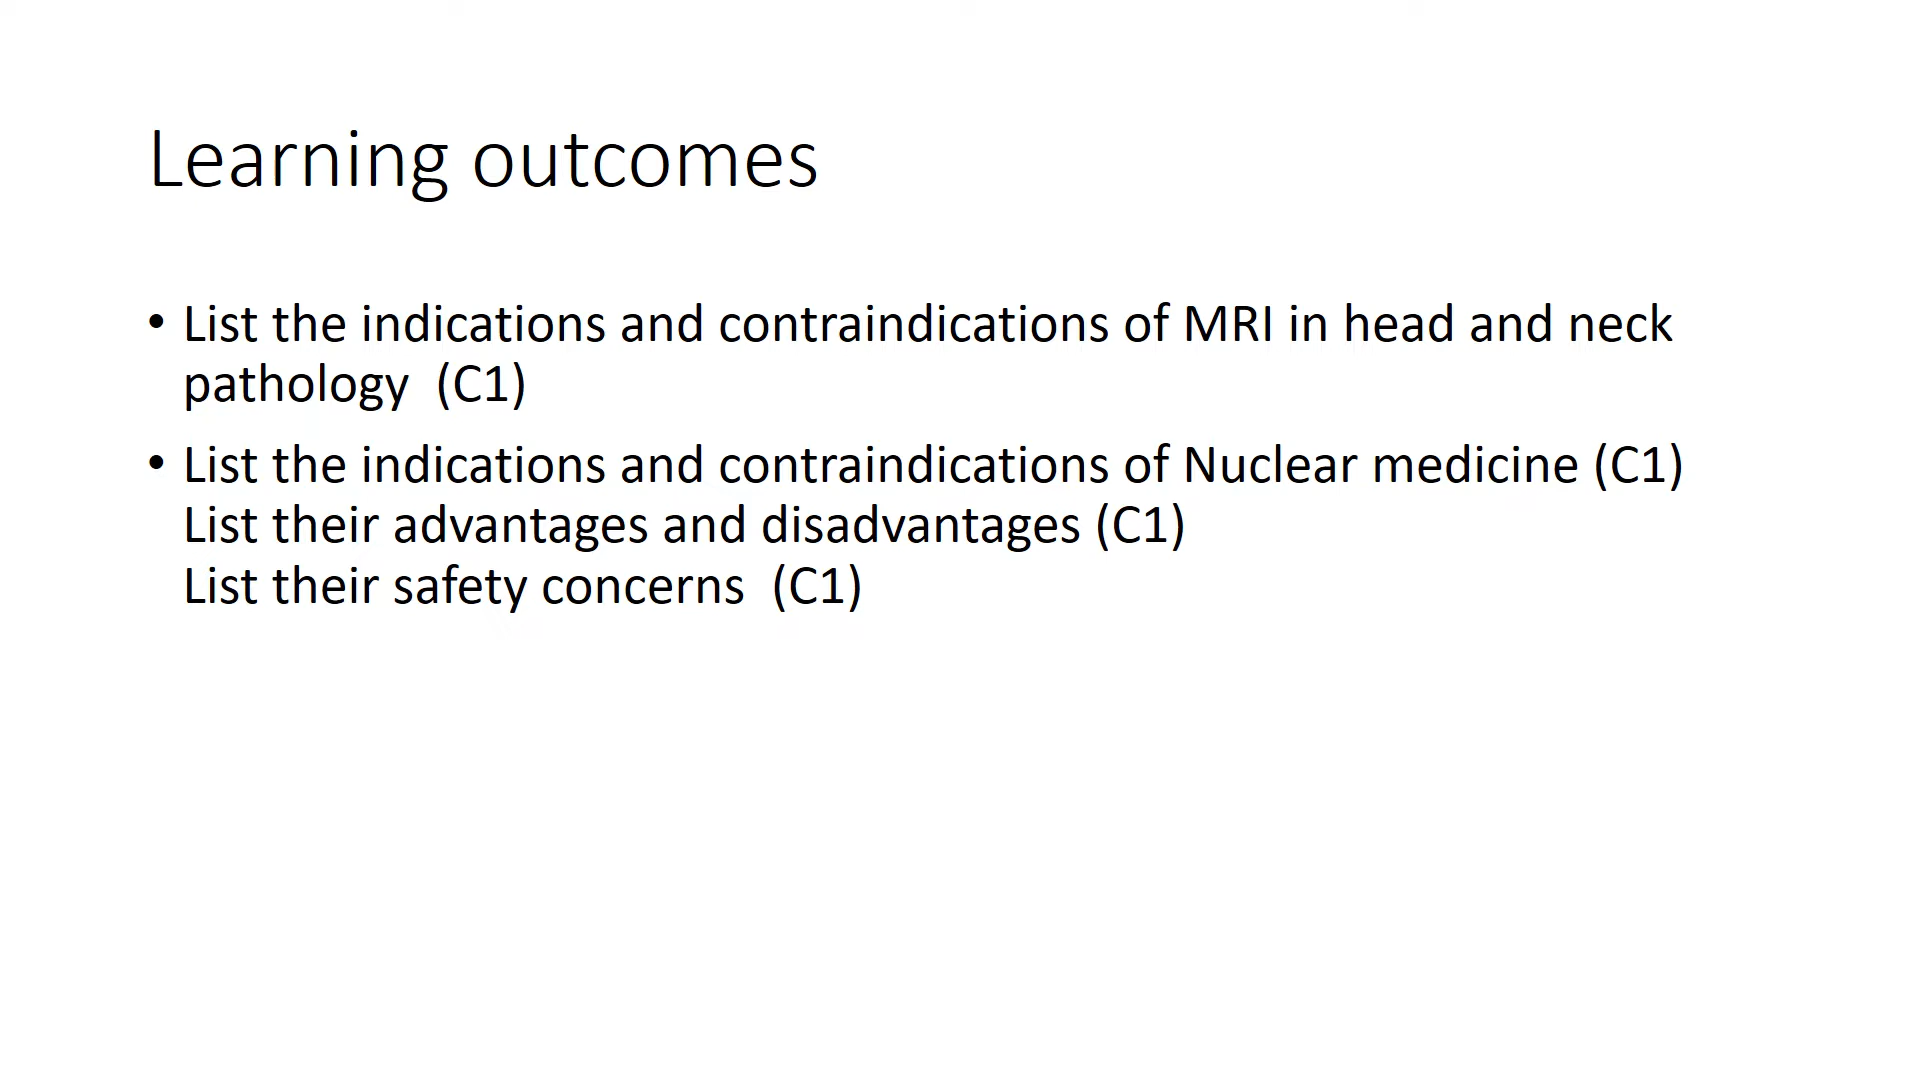 Learning outcomes
• List the indications and contraindications of MRI in head and neck
pathology  (C1)
• List the indications and contraindications of Nuclear medicine (C1)
List their advantages and disadvantages (C1)
List their safety concerns  (C1)